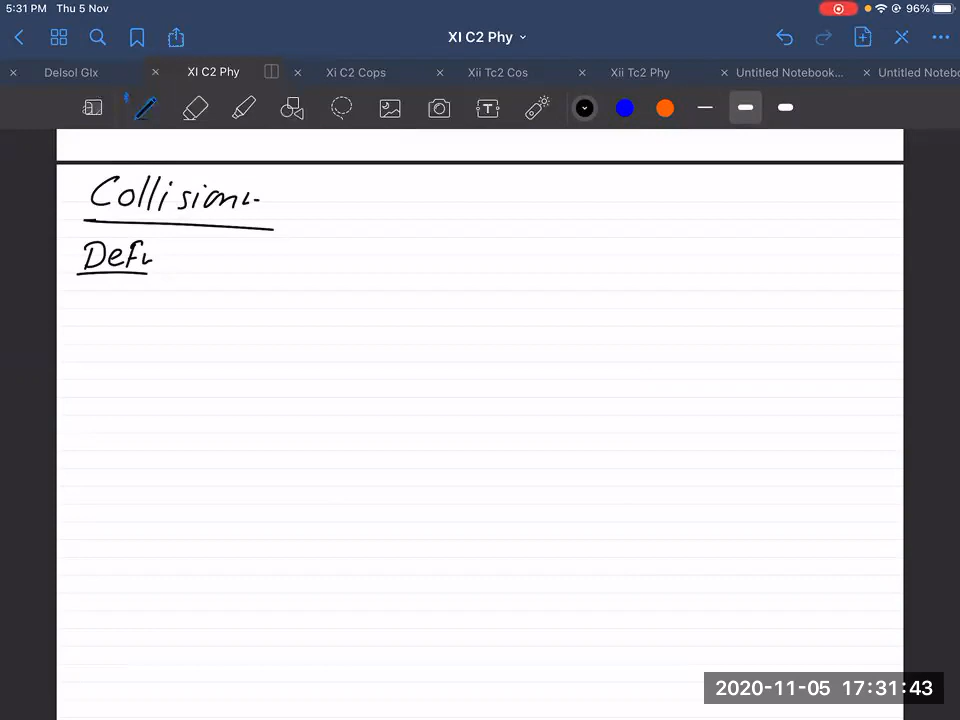 5:31 PM Thu 5 Nov 96%
XI C2 Phy
Delsol Glx XI C2 Phy Xi C2 Cops Xii Tc2 Cos Xii Tc2 Phy Untitled Notebook... Untitled Notebo
T
Collision:-
Def:
2020-11-05 17:31:43